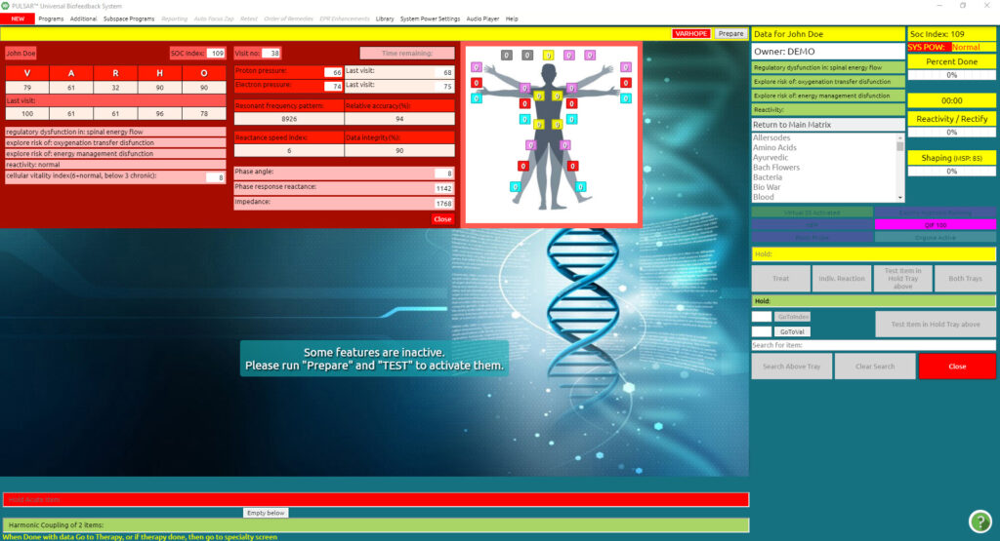 PULSAR™ Universal Biofeedback System
NEW Programs Additional Subspace Programs Reporting Auto Focus Zap Retest Order of Remedies EPR Enhancements Library System Power Settings Audio Player Help
VARHOPE Prepare
John Doe SOC Index: 109 Visit no: 38 Time remaining:
V A R H O
79 61 32 90 90
Last visit:
100 61 61 96 78
regulatory dysfunction in: spinal energy flow
explore risk of: oxygenation transfer disfunction
explore risk of: energy management disfunction
reactivity: normal
cellular vitality index(6+normal, below 3 chronic): 8
Proton pressure: 66 Last visit: 68
Electron pressure: 74 Last visit: 75
Resonant frequency pattern: Relative accuracy(%):
8926 94
Reactance speed index: Data integrity(%):
6 90
Phase angle: 8
Phase response reactance: 1142
Impedance: 1768
Close
0 0 0 0 0
0 0
0 0
0 0
0 0 0 0
0 0
0 0 0 0
0 0
0 0
0 0
Some features are inactive.
Please run "Prepare" and "TEST" to activate them.
Hold Acute Item
Empty below
Harmonic Coupling of 2 items:
When Done with data Go to Therapy, or if therapy done, then go to specialty screen
Data for John Doe
Owner: DEMO
Regulatory dysfunction in: spinal energy flow
Explore risk of: oxygenation transfer disfunction
Explore risk of: energy management disfunction
Reactivity:
Return to Main Matrix
Allersodes
Amino Acids
Ayurvedic
Bach Flowers
Bacteria
Bio War
Blood
Soc Index: 109
SYS POW: Normal
Percent Done
0%
00:00
Reactivity / Rectify
0%
Shaping (MSP: 85)
0%
Virtual SS Activated
QIF 100
Orgone Active
Hold:
Treat
Indiv. Reaction
Test Item in
Hold Tray
above
Both Trays
Hold:
GoToIndex
GoToVal
Test Item in Hold Tray above
Search for item:
Search Above Tray
Clear Search
Close
?